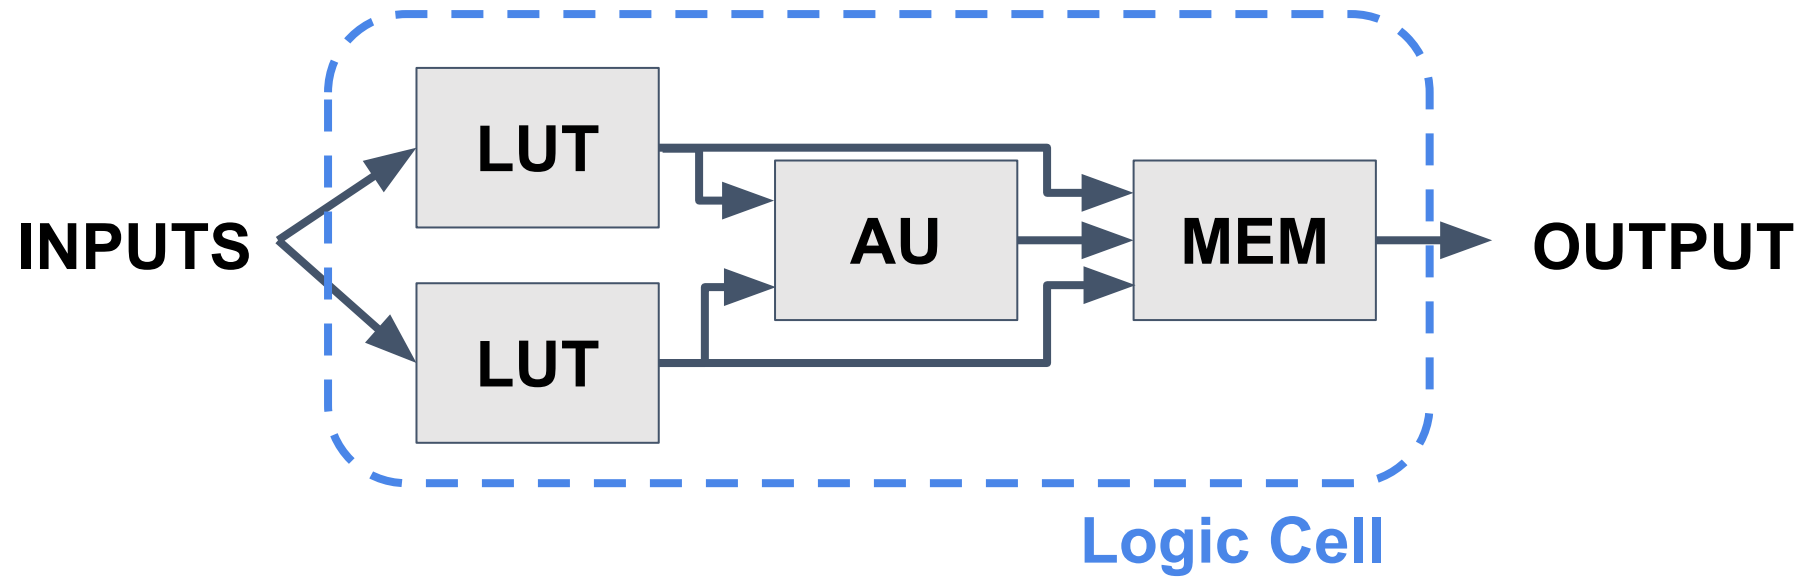 LUT
INPUTS
AU
MEM
OUTPUT
LUT
Logic Cell